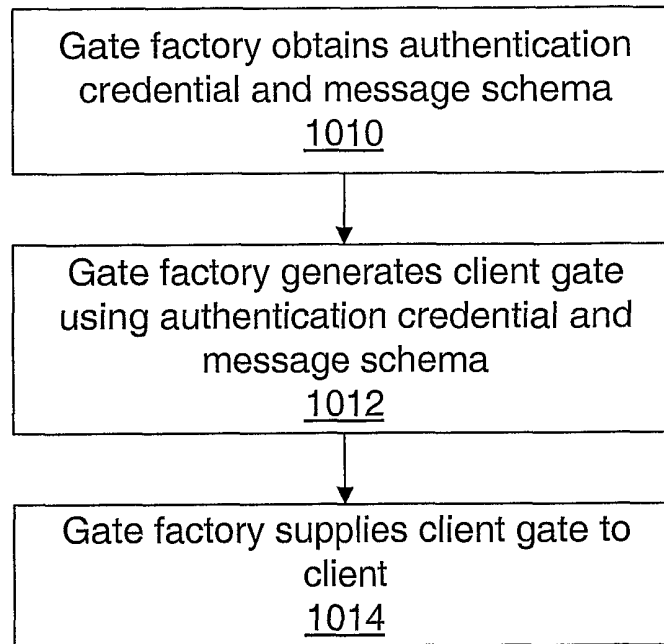 Gate factory obtains authentication
credential and message schema
1010
Gate factory generates client gate
using authentication credential and
message schema
1012
Gate factory supplies client gate to
client
1014